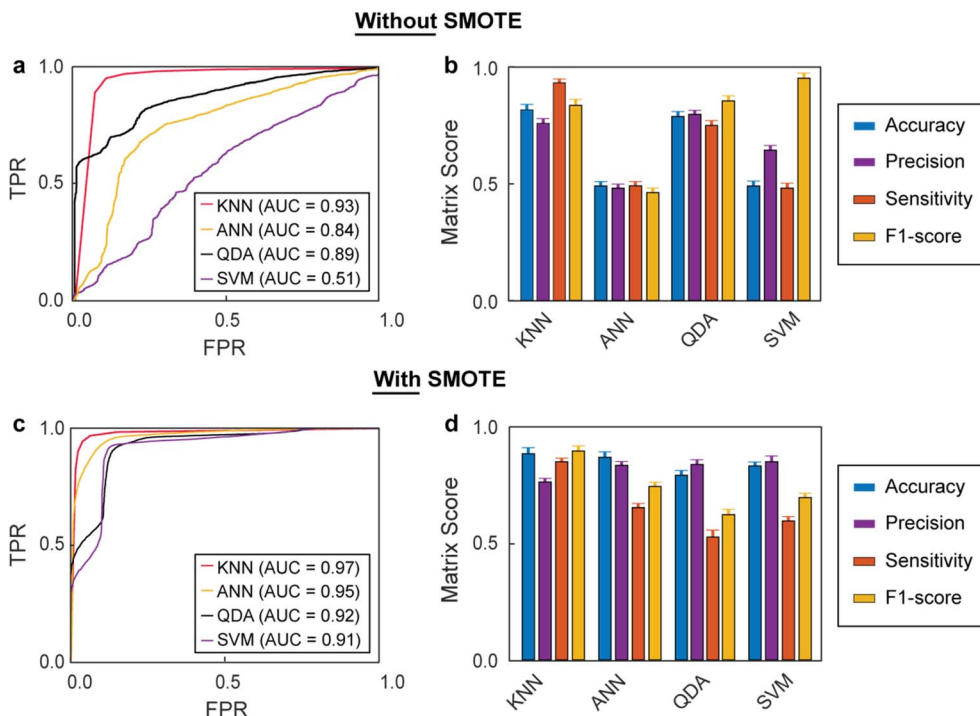 Without SMOTE
a
1.0
0.5
0.0
TPR
KNN (AUC = 0.93)
ANN (AUC = 0.84)
QDA (AUC = 0.89)
SVM (AUC = 0.51)
0.0
0.5
1.0
FPR
b
1.0
0.5
0.0
Matrix Score
KNN
ANN
QDA
SVM
Accuracy
Precision
Sensitivity
F1-score
With SMOTE
c
1.0
0.5
0.0
TPR
KNN (AUC = 0.97)
ANN (AUC = 0.95)
QDA (AUC = 0.92)
SVM (AUC = 0.91)
0.0
0.5
1.0
FPR
d
1.0
0.5
0.0
Matrix Score
KNN
ANN
QDA
SVM
Accuracy
Precision
Sensitivity
F1-score